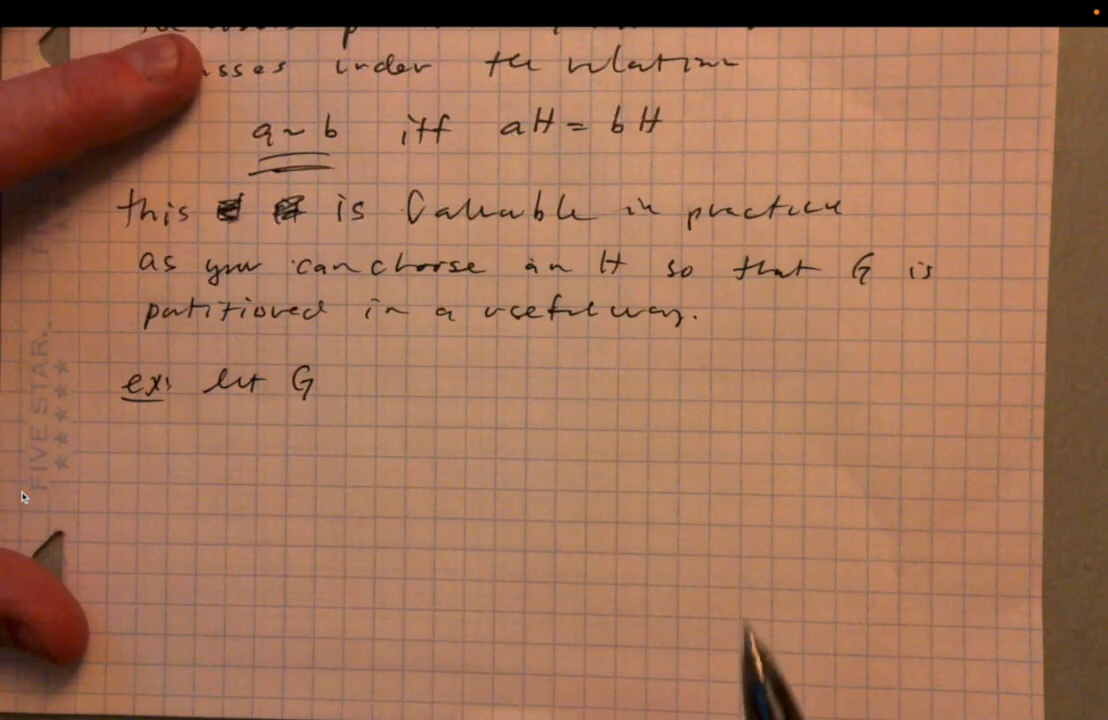 under the relation
a ~ b iff aH = bH
this is valuable in practice
as you can choose an H so that G is
partitioned in a useful way.
ex: let G
FIVE STAR.